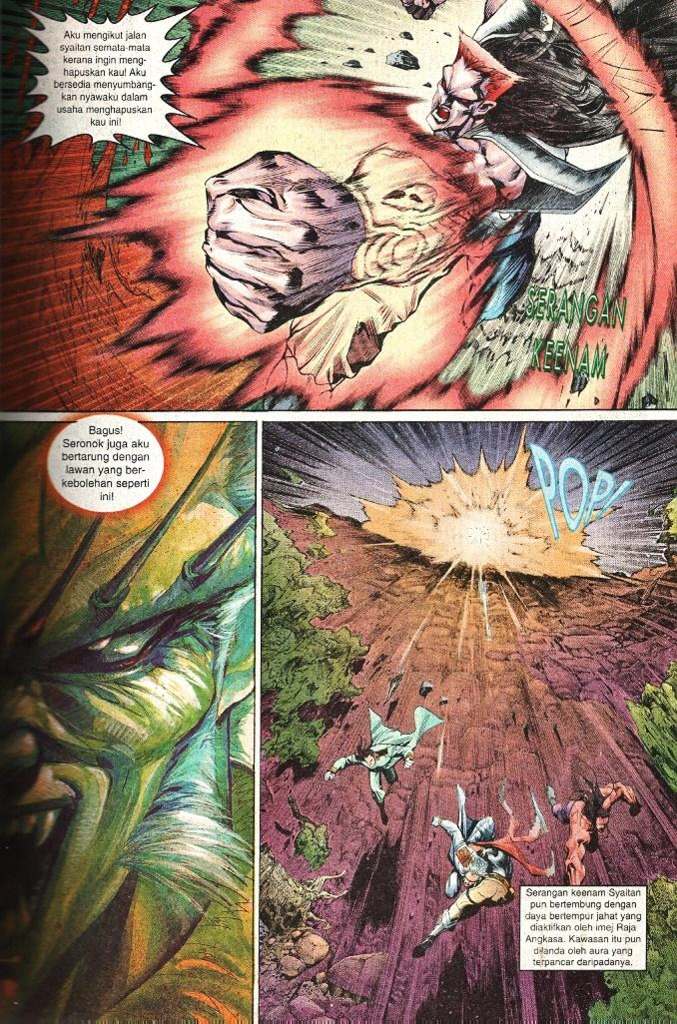 Aku mengikut jalan
syaitan semata-mata
kerana ingin meng-
hapuskan kau! Aku
bersedia menyumbang-
kan nyawaku dalam
usaha menghapuskan
kau ini!
SERANGAN
KEENAM
Bagus!
Seronok juga aku
bertarung dengan
lawan yang ber-
kebolehan seperti
ini!
POP!
Serangan keenam Syaitan
pun bertembung dengan
daya bertempur jahat yang
diaktifkan oleh imej Raja
Angkasa. Kawasan itu pun
dilanda oleh aura yang
terpancar daripadanya.